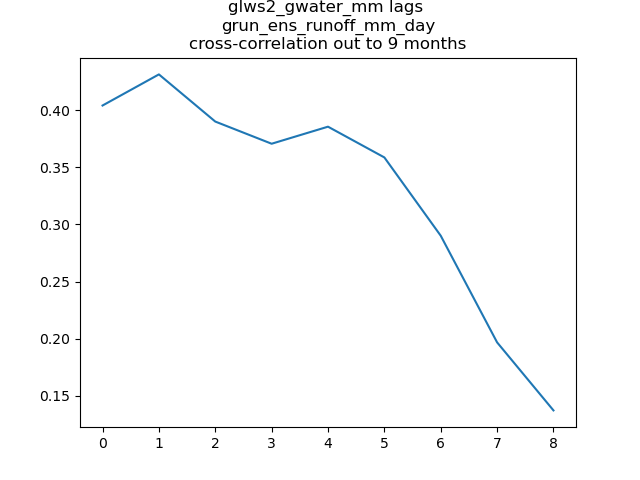 glws2_gwater_mm lags
grun_ens_runoff_mm_day
cross-correlation out to 9 months
0.40
0.35
0.30
0.25
0.20
0.15
0 1 2 3 4 5 6 7 8